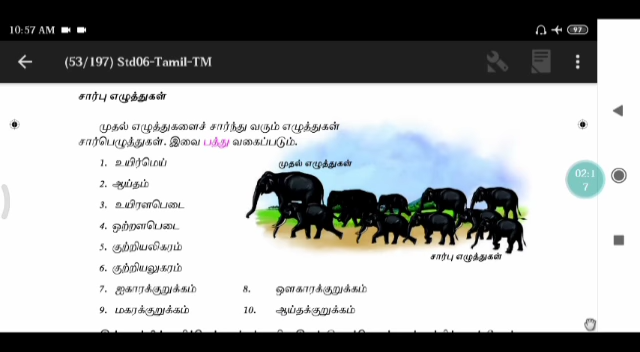 10:57 AM
97
(53/197) Std06-Tamil-TM
சார்பு எழுத்துகள்
முதல் எழுத்துகளைச் சார்ந்து வரும் எழுத்துகள்
சார்பெழுத்துகள். இவை பத்து வகைப்படும்.
1. உயிர்மெய்
முதல் எழுத்துகள்
2. ஆய்தம்
02:1
7
3. உயிரளபெடை
4. ஒற்றளபெடை
5. குற்றியலிகரம்
சார்பு எழுத்துகள்
6. குற்றியலுகரம்
7. ஐகாரக்குறுக்கம் 8. ஔகாரக்குறுக்கம்
9. மகரக்குறுக்கம் 10. ஆய்தக்குறுக்கம்